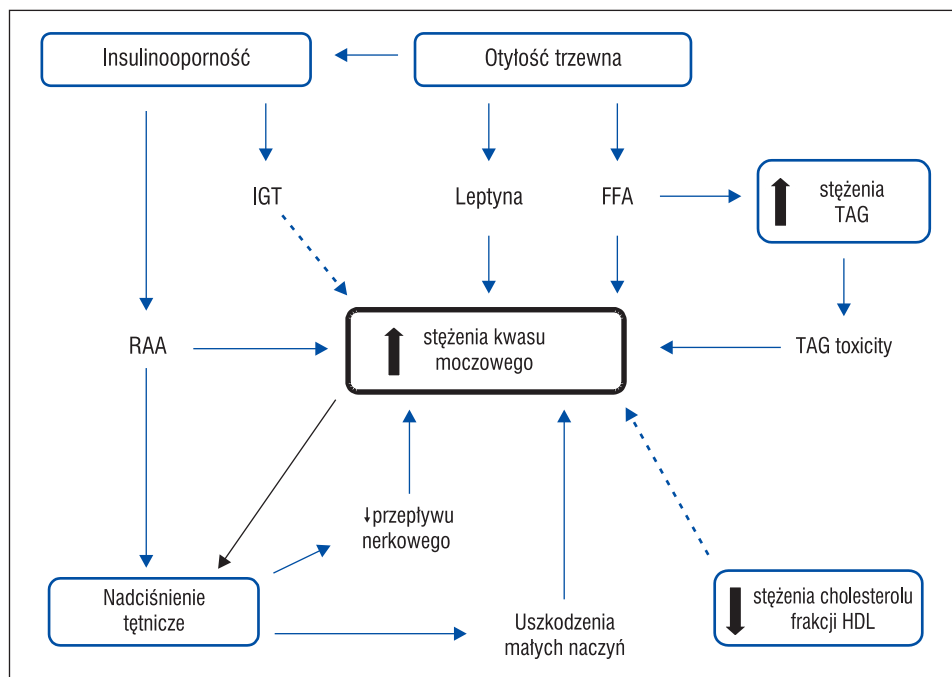 Insulinooporność
Otyłość trzewna
IGT
Leptyna
FFA
stężenia
TAG
RAA
stężenia kwasu
moczowego
TAG toxicity
↓przepływu
nerkowego
Nadciśnienie
tętnicze
Uszkodzenia
małych naczyń
stężenia cholesterolu
frakcji HDL